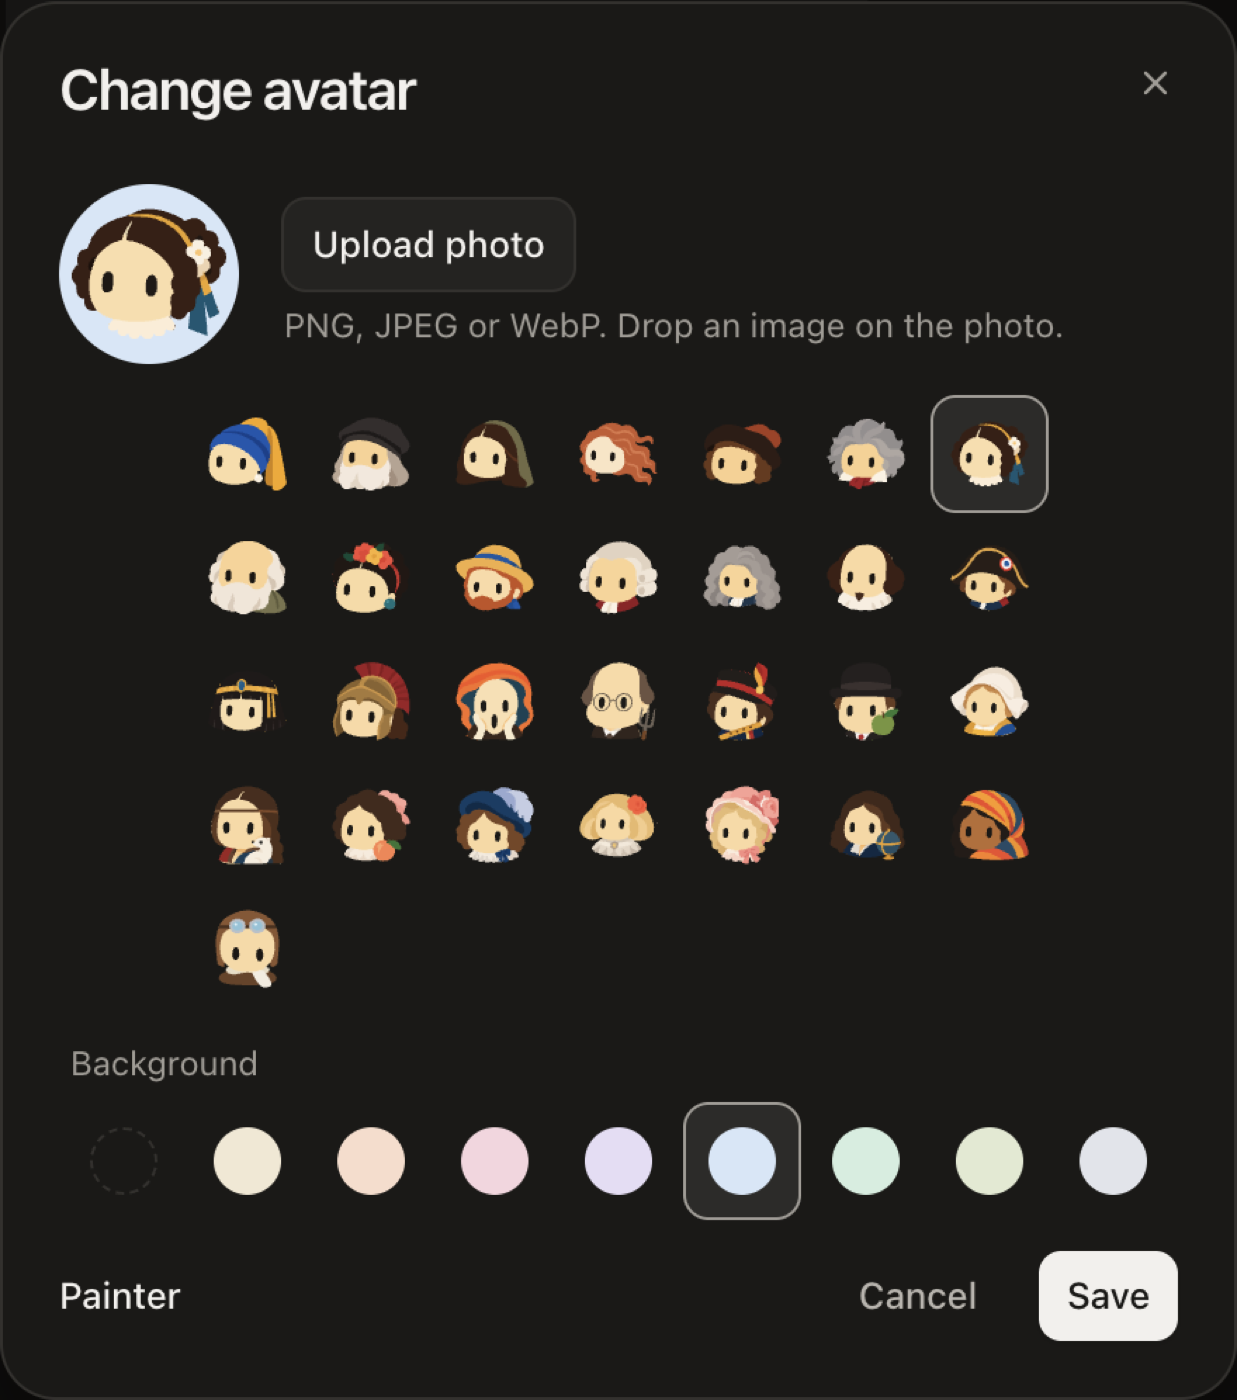 Change avatar
Upload photo
PNG, JPEG or WebP. Drop an image on the photo.
Background
Painter
Cancel
Save